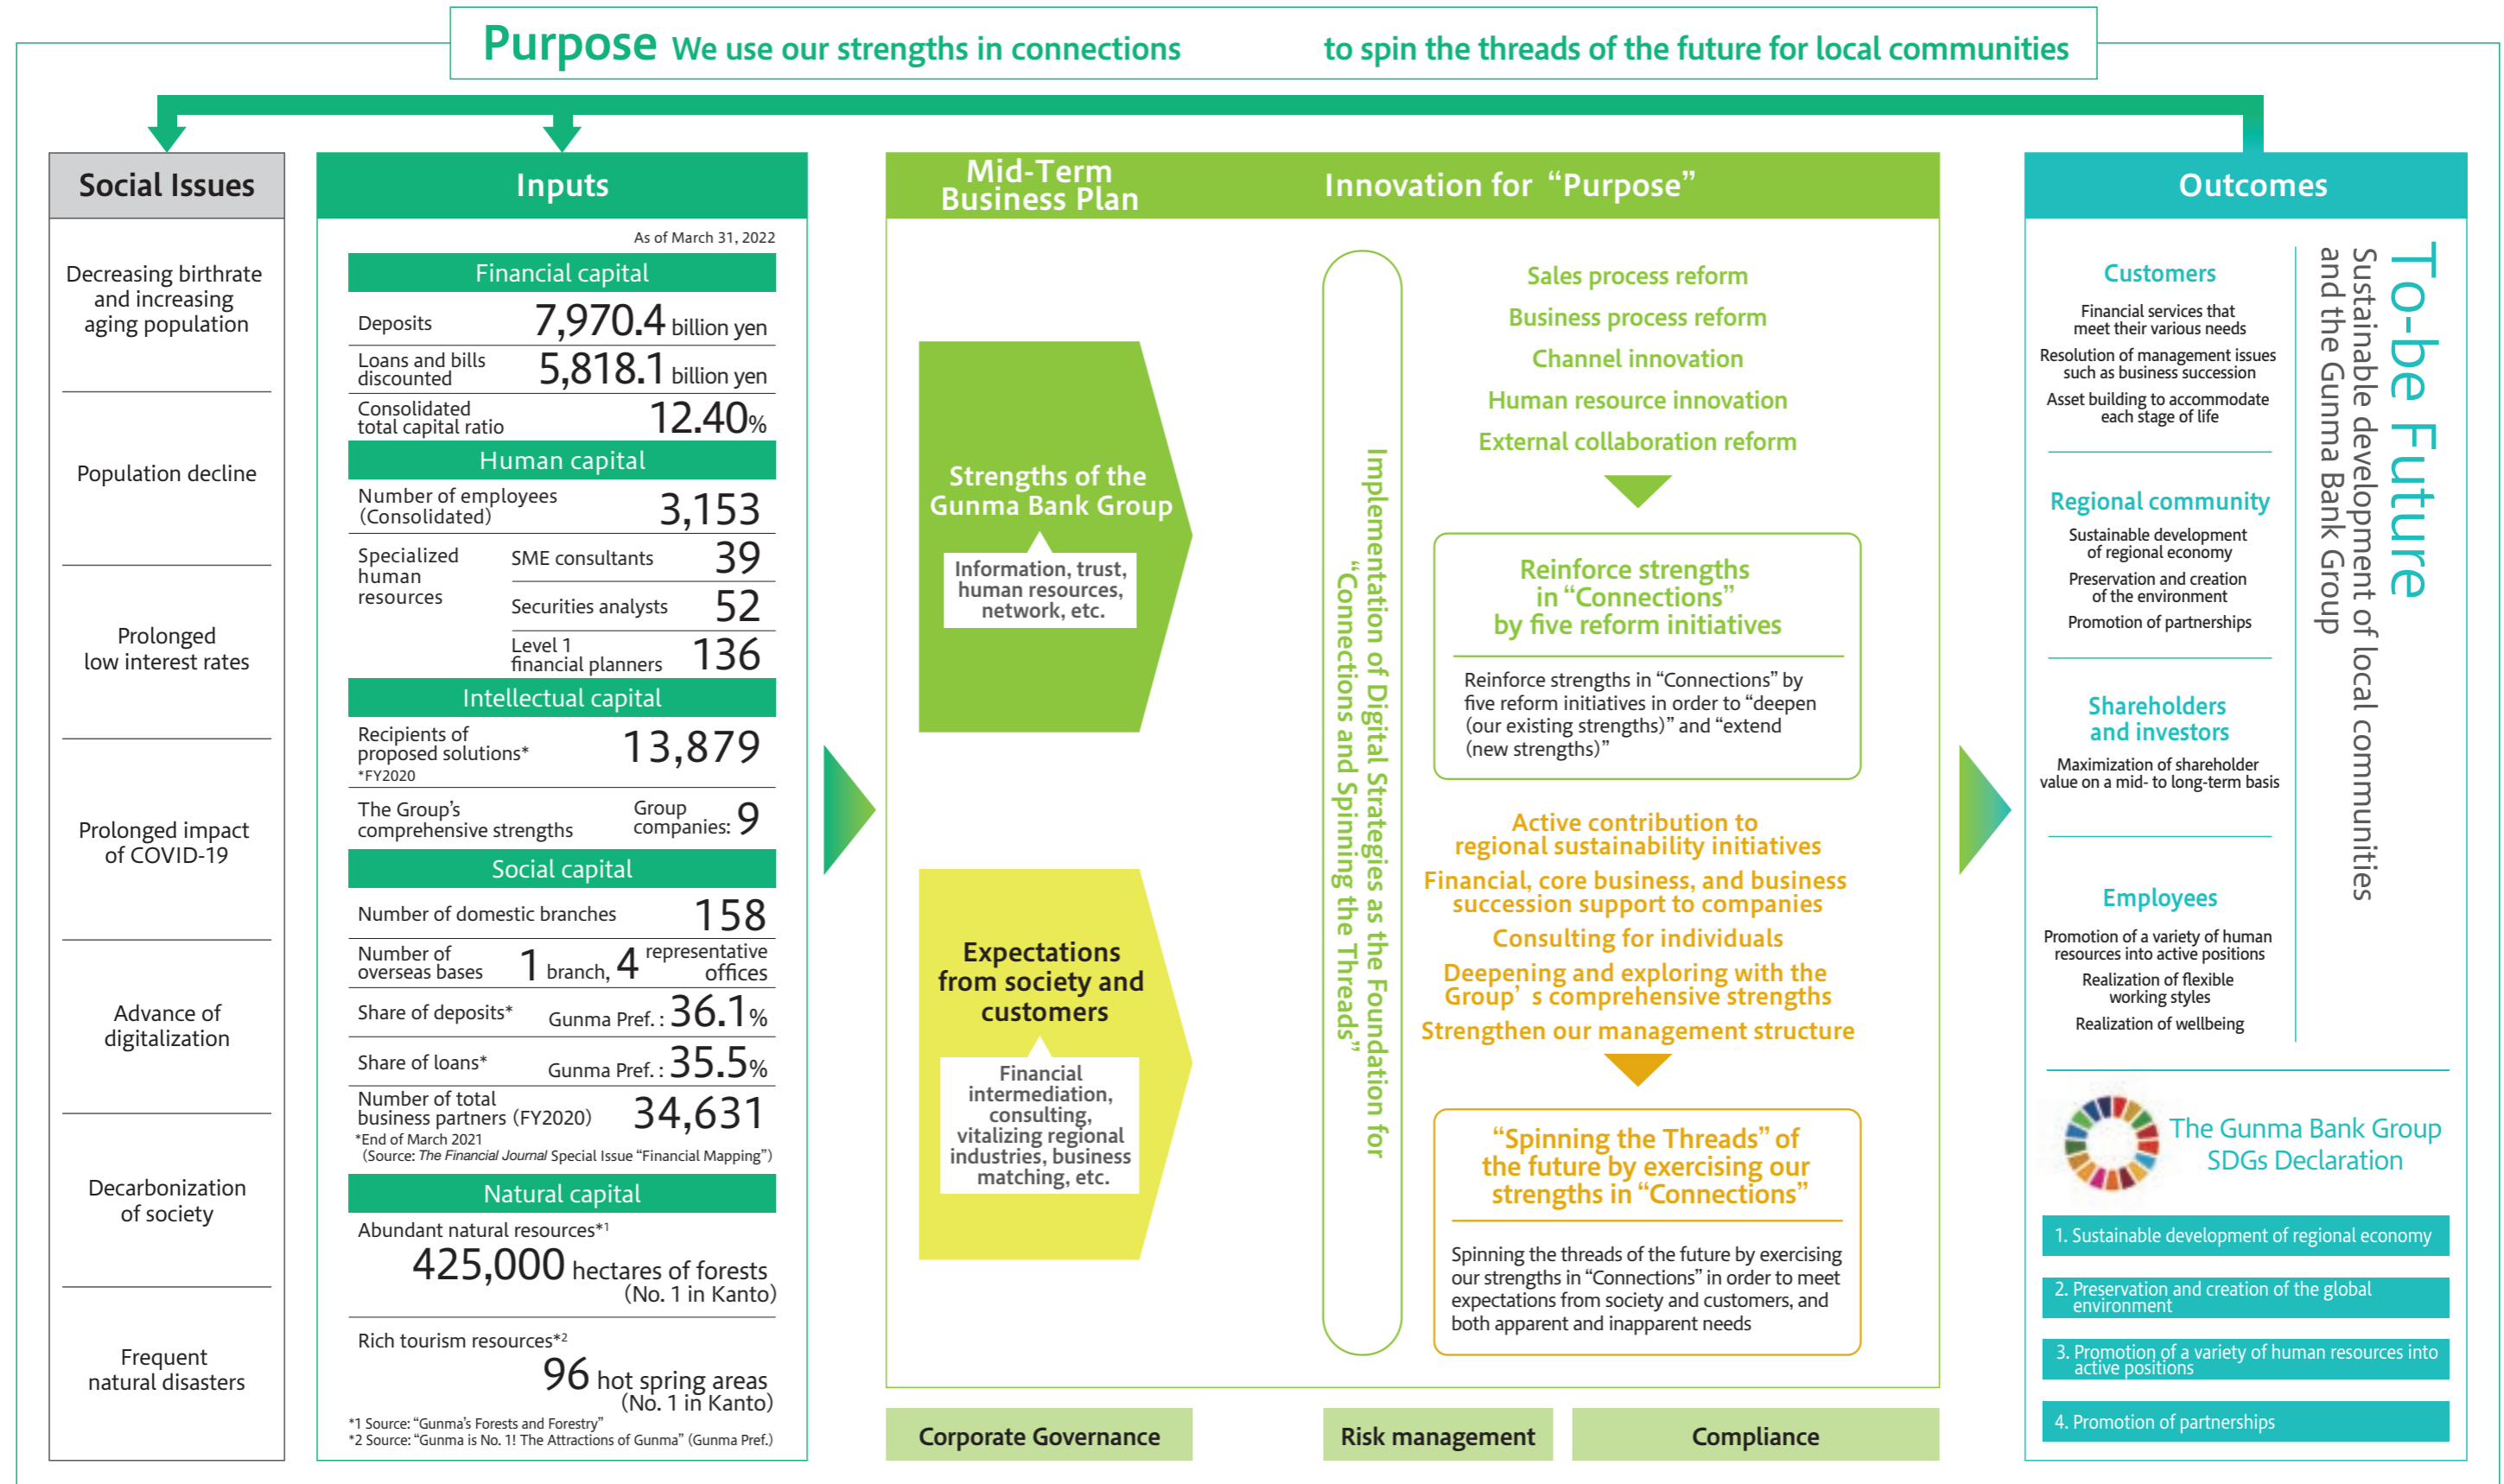 Purpose We use our strengths in connections to spin the threads of the future for local communities
Social Issues
Decreasing birthrate
and increasing
aging population
Population decline
Prolonged
low interest rates
Prolonged impact
of COVID-19
Advance of
digitalization
Decarbonization
of society
Frequent
natural disasters
Inputs
As of March 31, 2022
Financial capital
Deposits 7,970.4 billion yen
Loans and bills
discounted 5,818.1 billion yen
Consolidated
total capital ratio 12.40%
Human capital
Number of employees
(Consolidated) 3,153
Specialized
human
resources
SME consultants 39
Securities analysts 52
Level 1
financial planners 136
Intellectual capital
Recipients of
proposed solutions* 13,879
*FY2020
The Group’s
comprehensive strengths
Group
companies: 9
Social capital
Number of domestic branches 158
Number of
overseas bases
1 branch, 4 representative
offices
Share of deposits* Gunma Pref. : 36.1%
Share of loans* Gunma Pref. : 35.5%
Number of total
business partners (FY2020) 34,631
*End of March 2021
(Source: The Financial Journal Special Issue “Financial Mapping”)
Natural capital
Abundant natural resources*1
425,000 hectares of forests
(No. 1 in Kanto)
Rich tourism resources*2
96 hot spring areas
(No. 1 in Kanto)
*1 Source: “Gunma’s Forests and Forestry”
*2 Source: “Gunma is No. 1! The Attractions of Gunma” (Gunma Pref.)
Mid-Term
Business Plan
Innovation for “Purpose”
Strengths of the
Gunma Bank Group
Information, trust,
human resources,
network, etc.
Expectations
from society and
customers
Financial
intermediation,
consulting,
vitalizing regional
industries, business
matching, etc.
Implementation of Digital Strategies as the Foundation for
“Connections and Spinning the Threads”
Sales process reform
Business process reform
Channel innovation
Human resource innovation
External collaboration reform
Reinforce strengths
in “Connections”
by five reform initiatives
Reinforce strengths in “Connections” by
five reform initiatives in order to “deepen
(our existing strengths)” and “extend
(new strengths)”
Active contribution to
regional sustainability initiatives
Financial, core business, and business
succession support to companies
Consulting for individuals
Deepening and exploring with the
Group’ s comprehensive strengths
Strengthen our management structure
“Spinning the Threads” of
the future by exercising our
strengths in “Connections”
Spinning the threads of the future by exercising
our strengths in “Connections” in order to meet
expectations from society and customers, and
both apparent and inapparent needs
Corporate Governance
Risk management
Compliance
Outcomes
Customers
Financial services that
meet their various needs
Resolution of management issues
such as business succession
Asset building to accommodate
each stage of life
Regional community
Sustainable development
of regional economy
Preservation and creation
of the environment
Promotion of partnerships
Shareholders
and investors
Maximization of shareholder
value on a mid- to long-term basis
Employees
Promotion of a variety of human
resources into active positions
Realization of flexible
working styles
Realization of wellbeing
To-be Future
Sustainable development of local communities
and the Gunma Bank Group
The Gunma Bank Group
SDGs Declaration
1. Sustainable development of regional economy
2. Preservation and creation of the global
environment
3. Promotion of a variety of human resources into
active positions
4. Promotion of partnerships